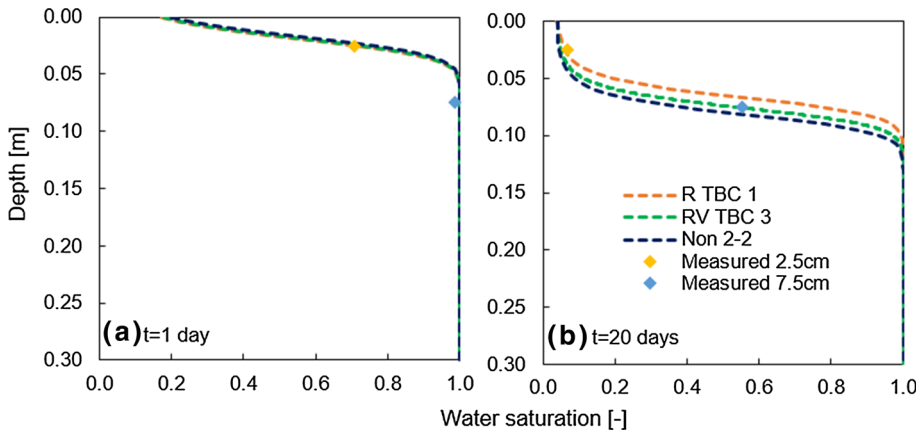 0.00
0.05
0.10
0.15
0.20
0.25
0.30
Depth [m]
(a) t=1 day
0.0 0.2 0.4 0.6 0.8 1.0
0.00
0.05
0.10
0.15
0.20
0.25
0.30
R TBC 1
RV TBC 3
Non 2-2
Measured 2.5cm
Measured 7.5cm
(b) t=20 days
0.0 0.2 0.4 0.6 0.8 1.0
Water saturation [-]